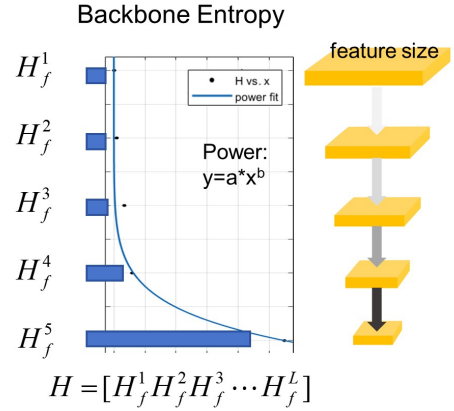 Backbone Entropy
feature size
H_f^1
H vs. x
power fit
H_f^2
Power:
y=a*x^b
H_f^3
H_f^4
H_f^5
H = [H_f^1 H_f^2 H_f^3 ⋯ H_f^L]